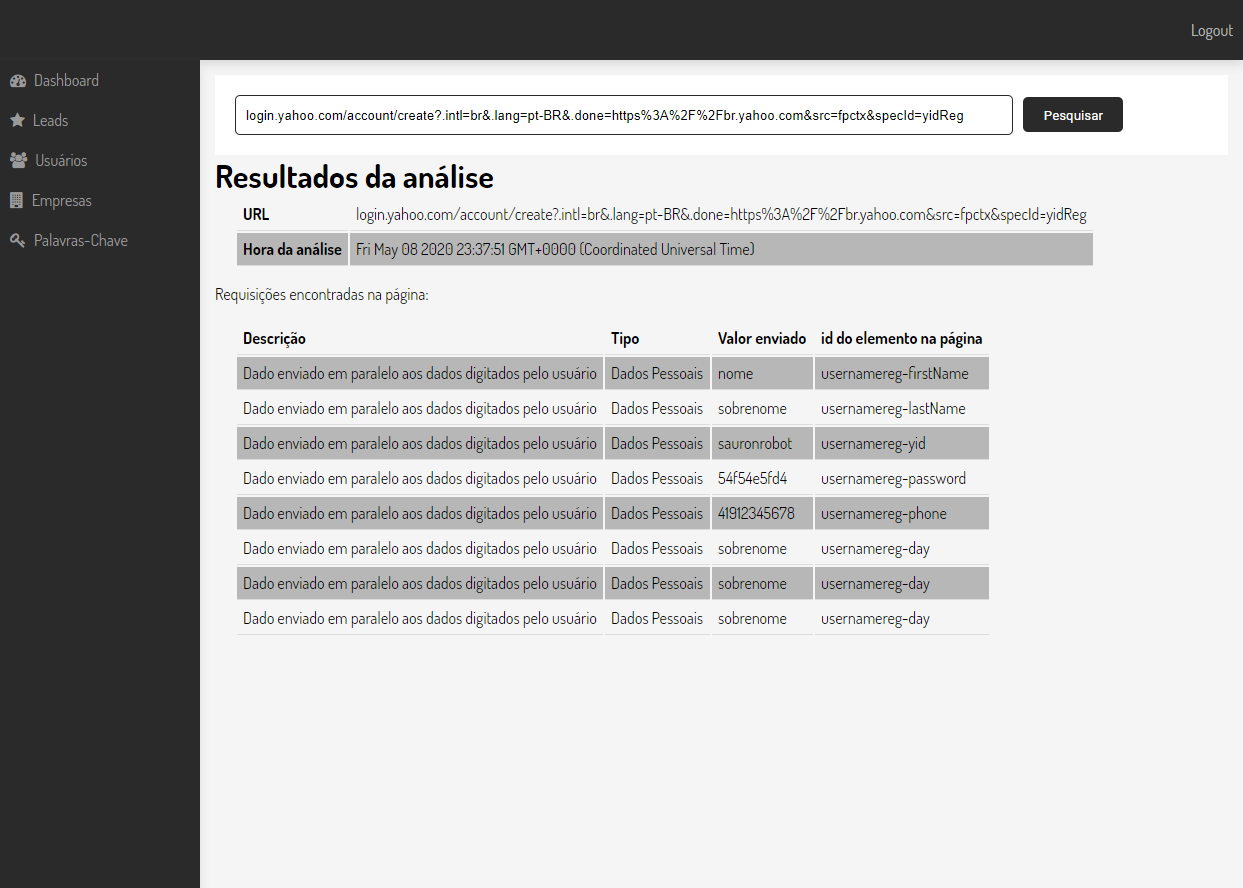 Logout
Dashboard
Leads
Usuários
Empresas
Palavras-Chave
login.yahoo.com/account/create?.intl=br&.lang=pt-BR&.done=https%3A%2F%2Fbr.yahoo.com&src=fpctx&specId=yidReg Pesquisar
Resultados da análise
URL login.yahoo.com/account/create?.intl=br&.lang=pt-BR&.done=https%3A%2F%2Fbr.yahoo.com&src=fpctx&specId=yidReg
Hora da análise Fri May 08 2020 23:37:51 GMT+0000 (Coordinated Universal Time)
Requisições encontradas na página:
Descrição Tipo Valor enviado id do elemento na página
Dado enviado em paralelo aos dados digitados pelo usuário Dados Pessoais nome usernamereg-firstName
Dado enviado em paralelo aos dados digitados pelo usuário Dados Pessoais sobrenome usernamereg-lastName
Dado enviado em paralelo aos dados digitados pelo usuário Dados Pessoais sauronrobot usernamereg-yid
Dado enviado em paralelo aos dados digitados pelo usuário Dados Pessoais 54f54e5fd4 usernamereg-password
Dado enviado em paralelo aos dados digitados pelo usuário Dados Pessoais 41912345678 usernamereg-phone
Dado enviado em paralelo aos dados digitados pelo usuário Dados Pessoais sobrenome usernamereg-day
Dado enviado em paralelo aos dados digitados pelo usuário Dados Pessoais sobrenome usernamereg-day
Dado enviado em paralelo aos dados digitados pelo usuário Dados Pessoais sobrenome usernamereg-day